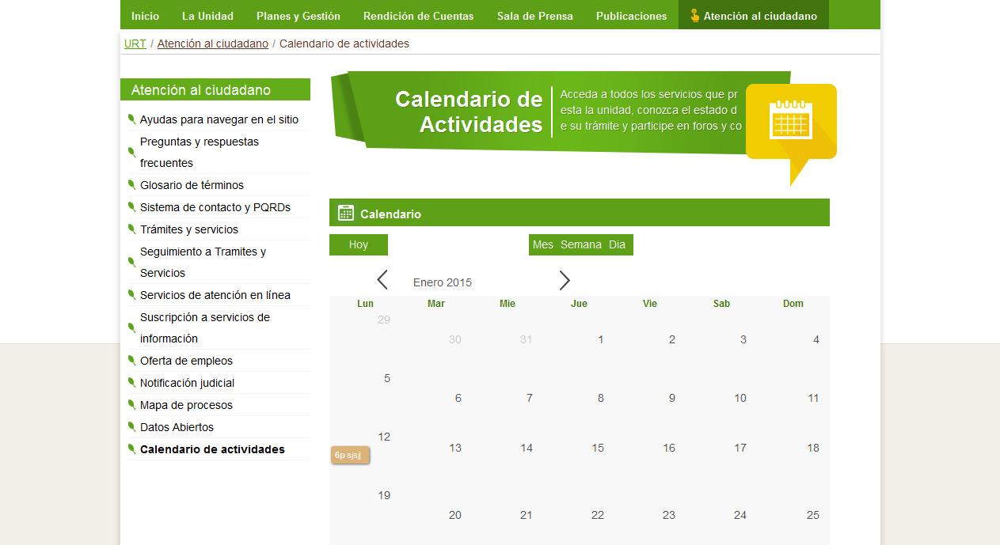 Inicio La Unidad Planes y Gestión Rendición de Cuentas Sala de Prensa Publicaciones Atención al ciudadano
URT / Atención al ciudadano / Calendario de actividades
Atención al ciudadano
Ayudas para navegar en el sitio
Preguntas y respuestas
frecuentes
Glosario de términos
Sistema de contacto y PQRDs
Trámites y servicios
Seguimiento a Tramites y
Servicios
Servicios de atención en línea
Suscripción a servicios de
información
Oferta de empleos
Notificación judicial
Mapa de procesos
Datos Abiertos
Calendario de actividades
Calendario de
Actividades
Acceda a todos los servicios que pr
esta la unidad, conozca el estado d
e su trámite y participe en foros y co
Calendario
Hoy
Mes Semana Dia
Enero 2015
Lun Mar Mie Jue Vie Sab Dom
29 30 31 1 2 3 4
5 6 7 8 9 10 11
12 13 14 15 16 17 18
6p sjsj
19 20 21 22 23 24 25